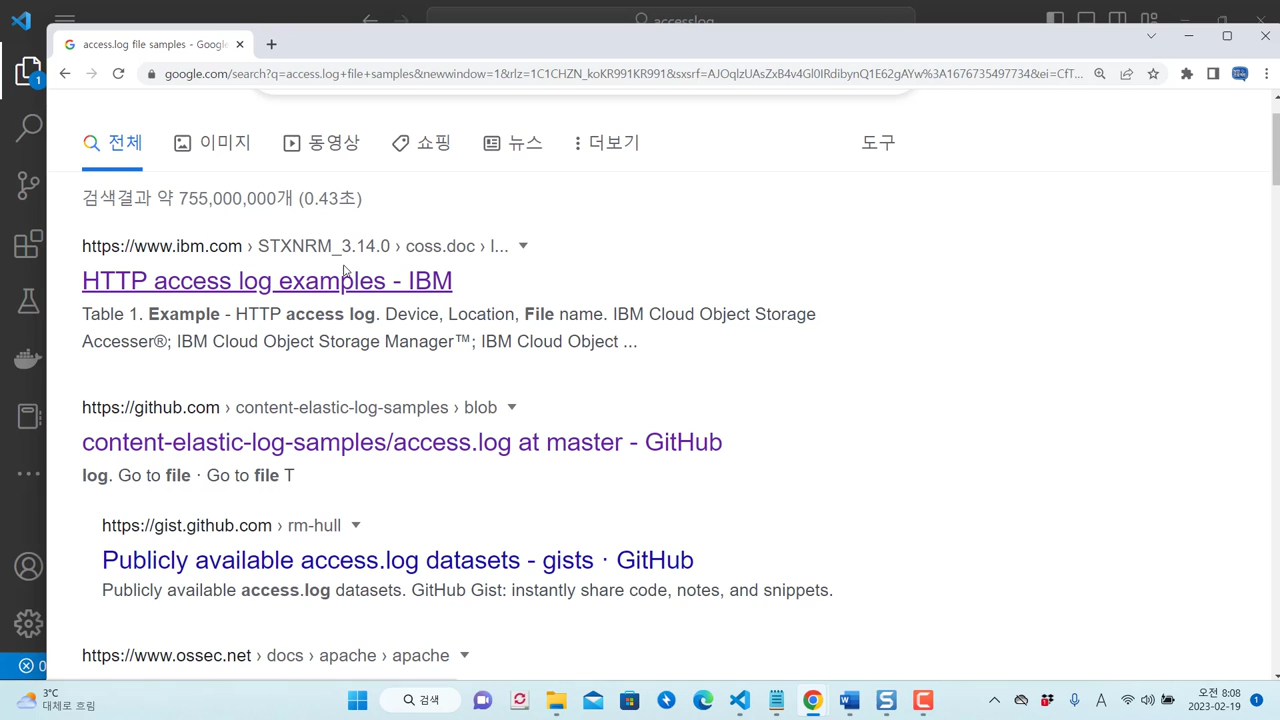 accesslog
access.log file samples - Google
google.com/search?q=access.log+file+samples&newwindow=1&rlz=1C1CHZN_koKR991KR991&sxsrf=
전체
이미지
동영상
쇼핑
뉴스
더보기
도구
검색결과 약 755,000,000개 (0.43초)
https://www.ibm.com › STXNRM_3.14.0 › coss.doc › l...
HTTP access log examples - IBM
Table 1. Example - HTTP access log. Device, Location, File name. IBM Cloud Object Storage
Accesser®; IBM Cloud Object Storage Manager™; IBM Cloud Object ...
https://github.com › content-elastic-log-samples › blob
content-elastic-log-samples/access.log at master - GitHub
log. Go to file · Go to file T
https://gist.github.com › rm-hull
Publicly available access.log datasets - gists · GitHub
Publicly available access.log datasets. GitHub Gist: instantly share code, notes, and snippets.
https://www.ossec.net › docs › apache › apache
1
0
3°C
대체로 흐림
검색
A
오전 8:08
2023-02-19
1